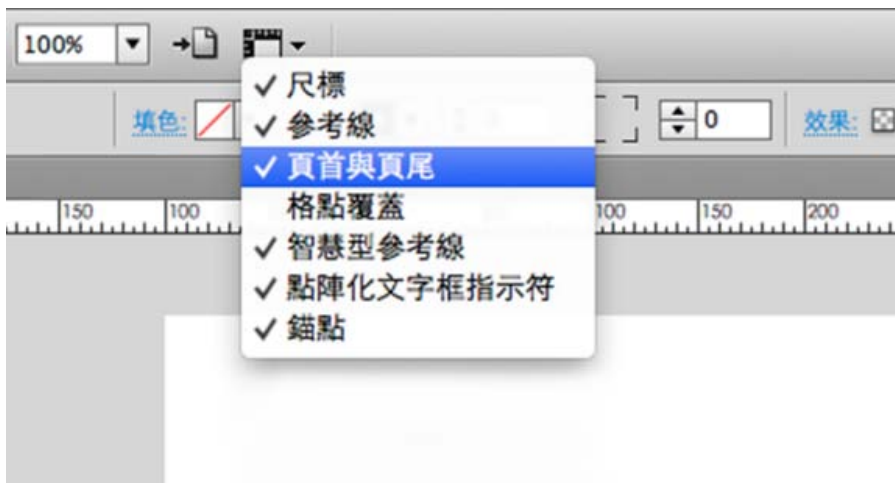 100%
尺標
填色:
參考線
0
效果:
頁首與頁尾
150 100 100 150 200
格點覆蓋
智慧型參考線
點陣化文字框指示符
錨點